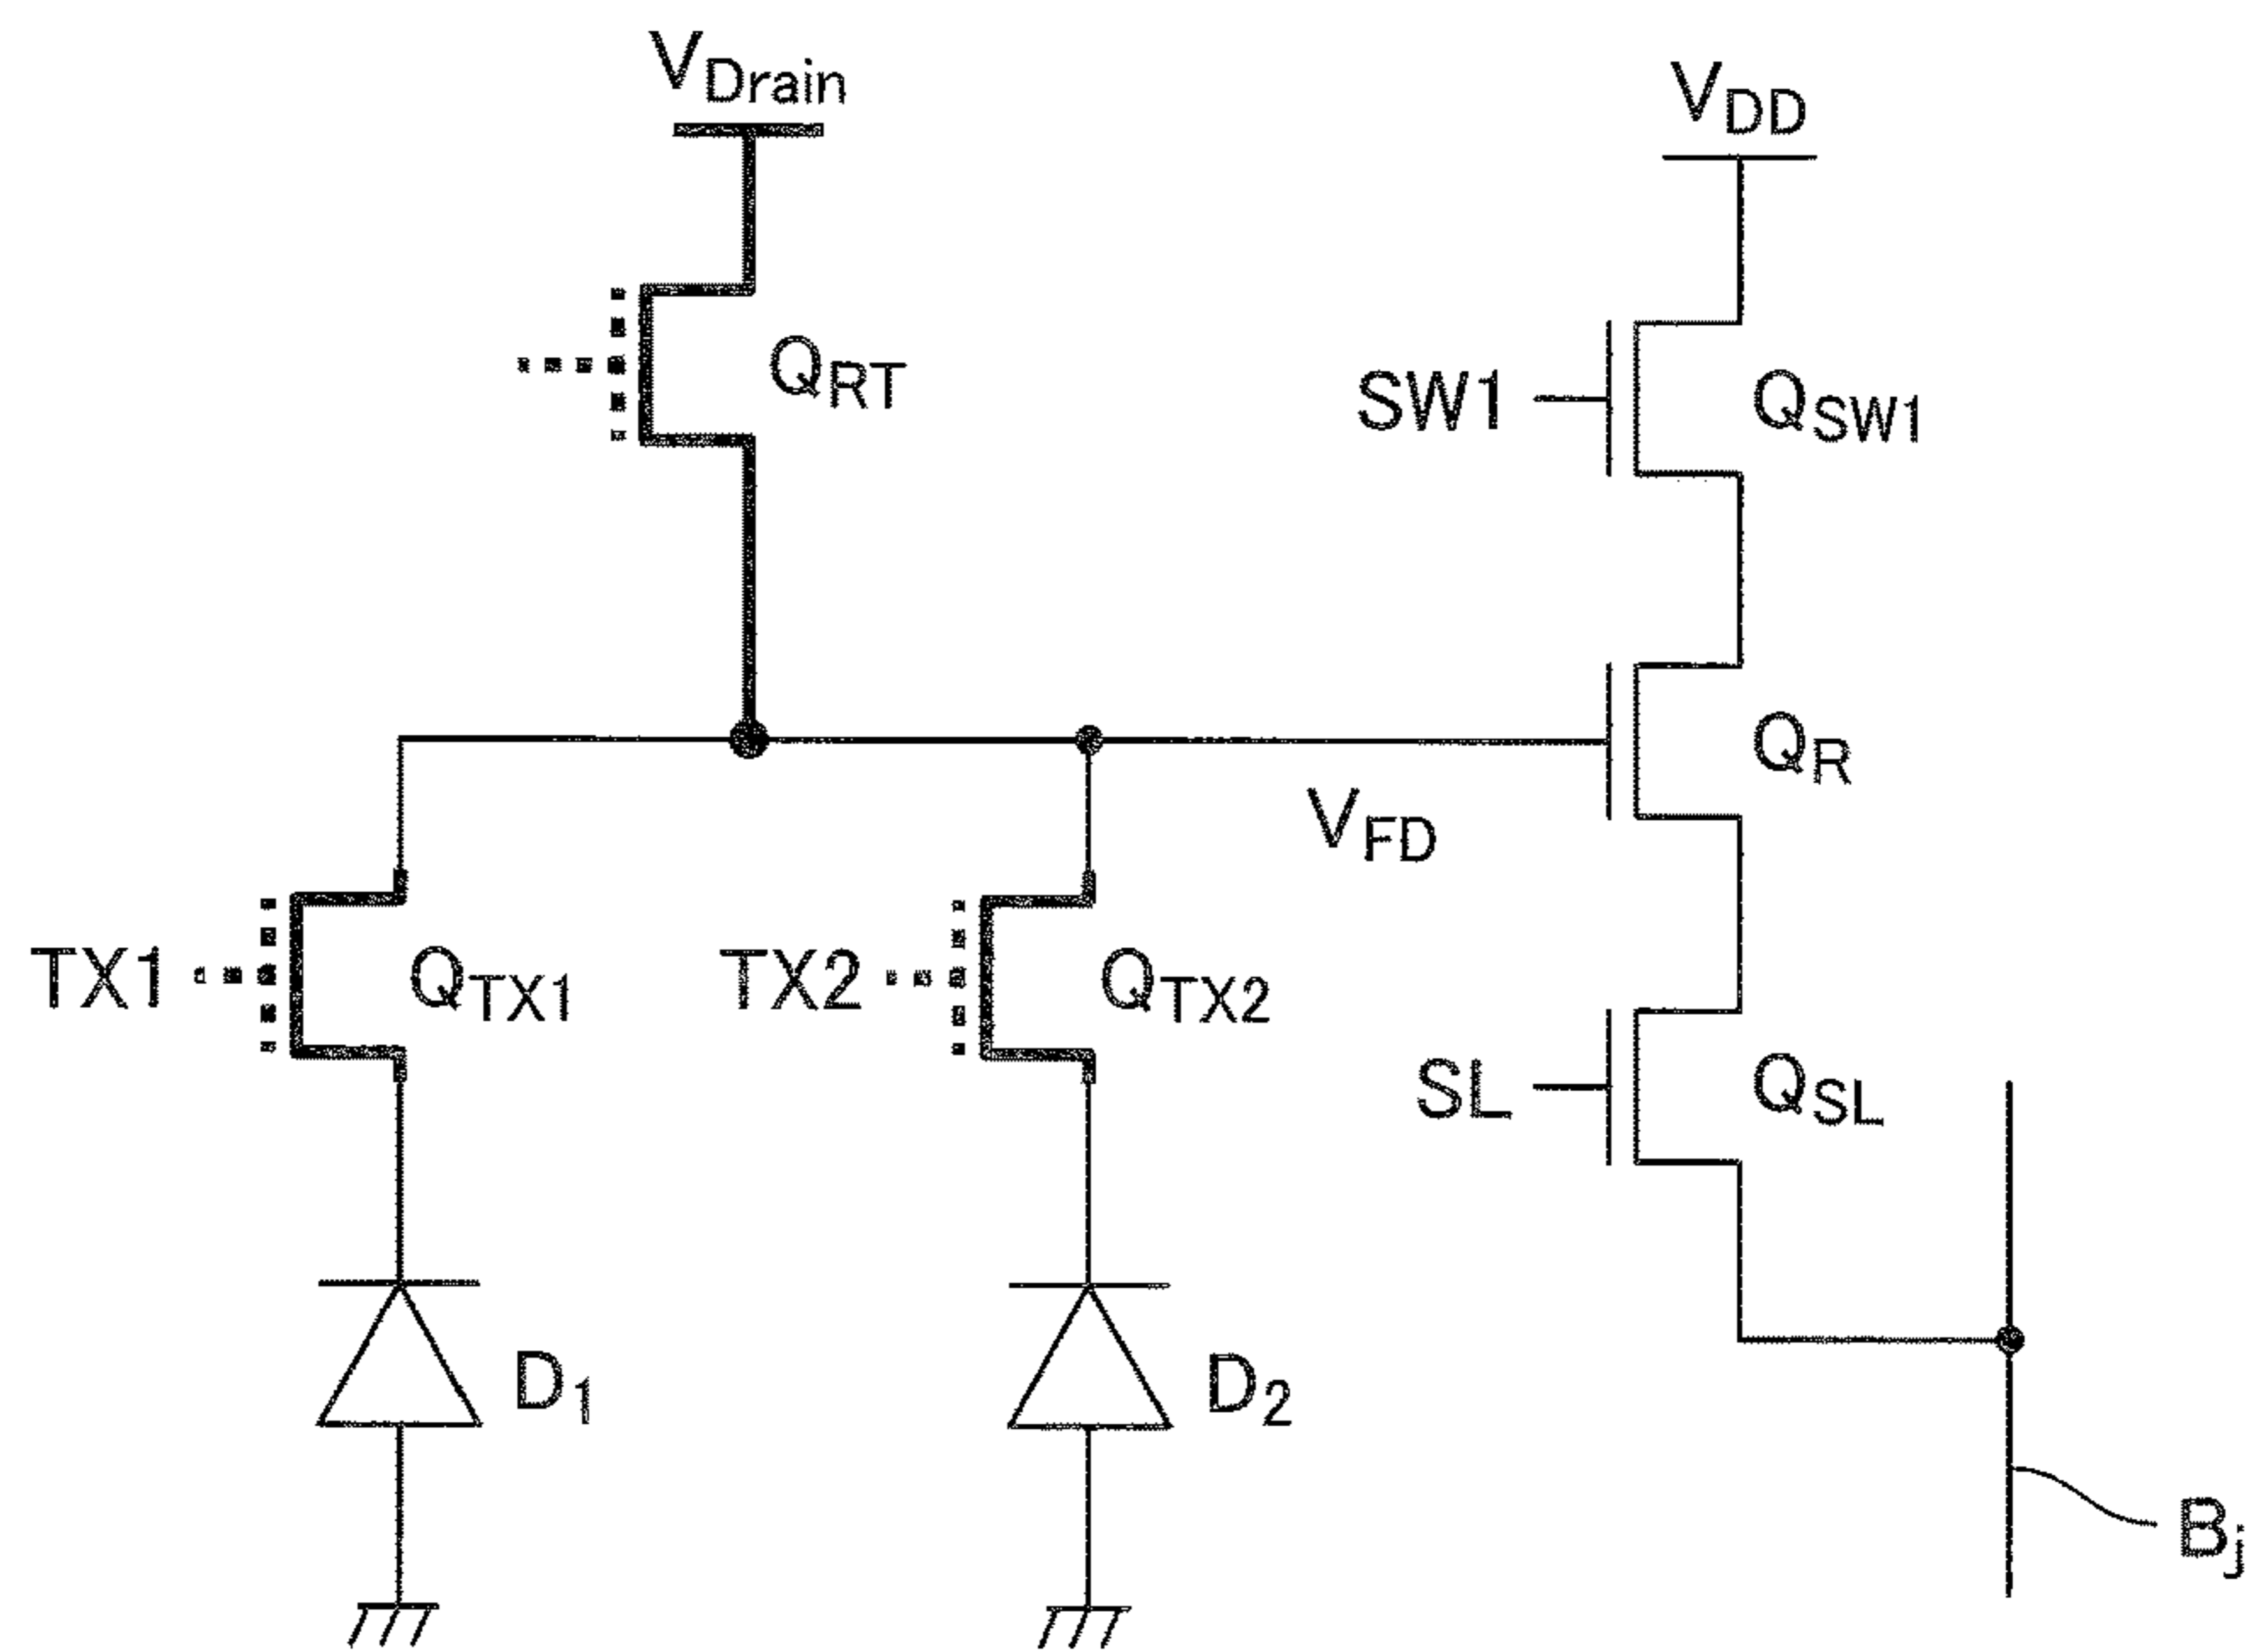 VDrain
VDD
QRT
SW1
QSW1
QR
VFD
TX1
QTX1
TX2
QTX2
SL
QSL
D1
D2
Bj